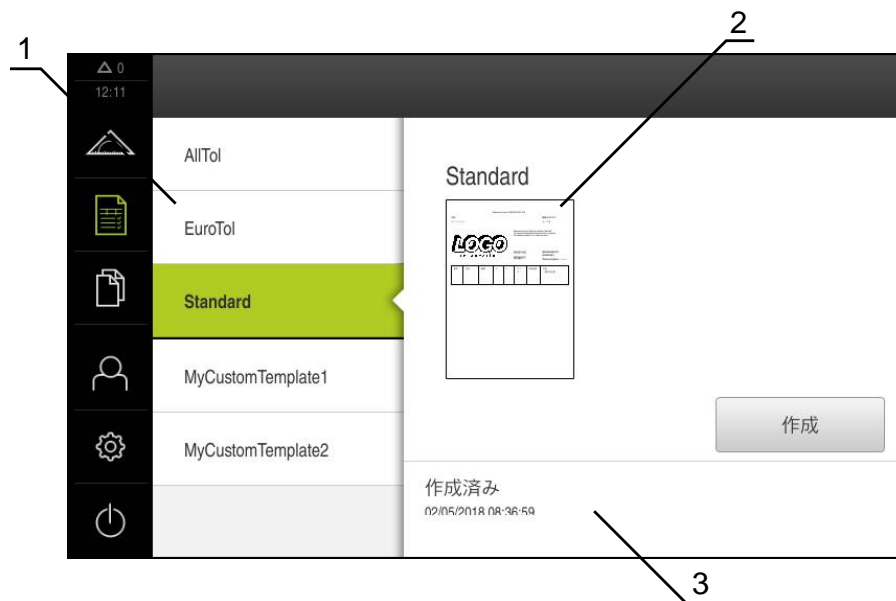 1
2
△ 0
12:11
AllTol
EuroTol
Standard
MyCustomTemplate1
MyCustomTemplate2
Standard
LOGO
作成
作成済み
02/05/2018 08:36:59
3